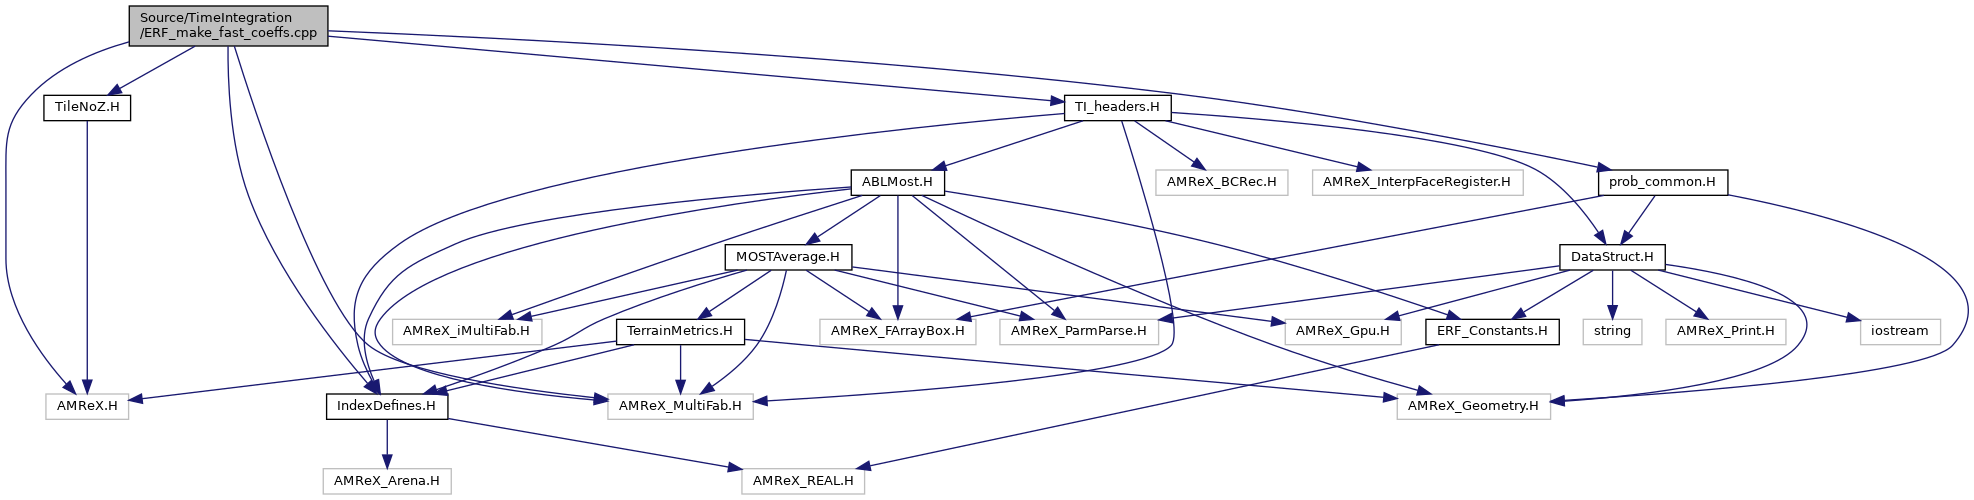 Source/TimeIntegration
/ERF_make_fast_coeffs.cpp
TileNoZ.H
TI_headers.H
ABLMost.H
AMReX_BCRec.H
AMReX_InterpFaceRegister.H
prob_common.H
MOSTAverage.H
DataStruct.H
AMReX_iMultiFab.H
TerrainMetrics.H
AMReX_FArrayBox.H
AMReX_ParmParse.H
AMReX_Gpu.H
ERF_Constants.H
string
AMReX_Print.H
iostream
AMReX.H
IndexDefines.H
AMReX_MultiFab.H
AMReX_Geometry.H
AMReX_Arena.H
AMReX_REAL.H